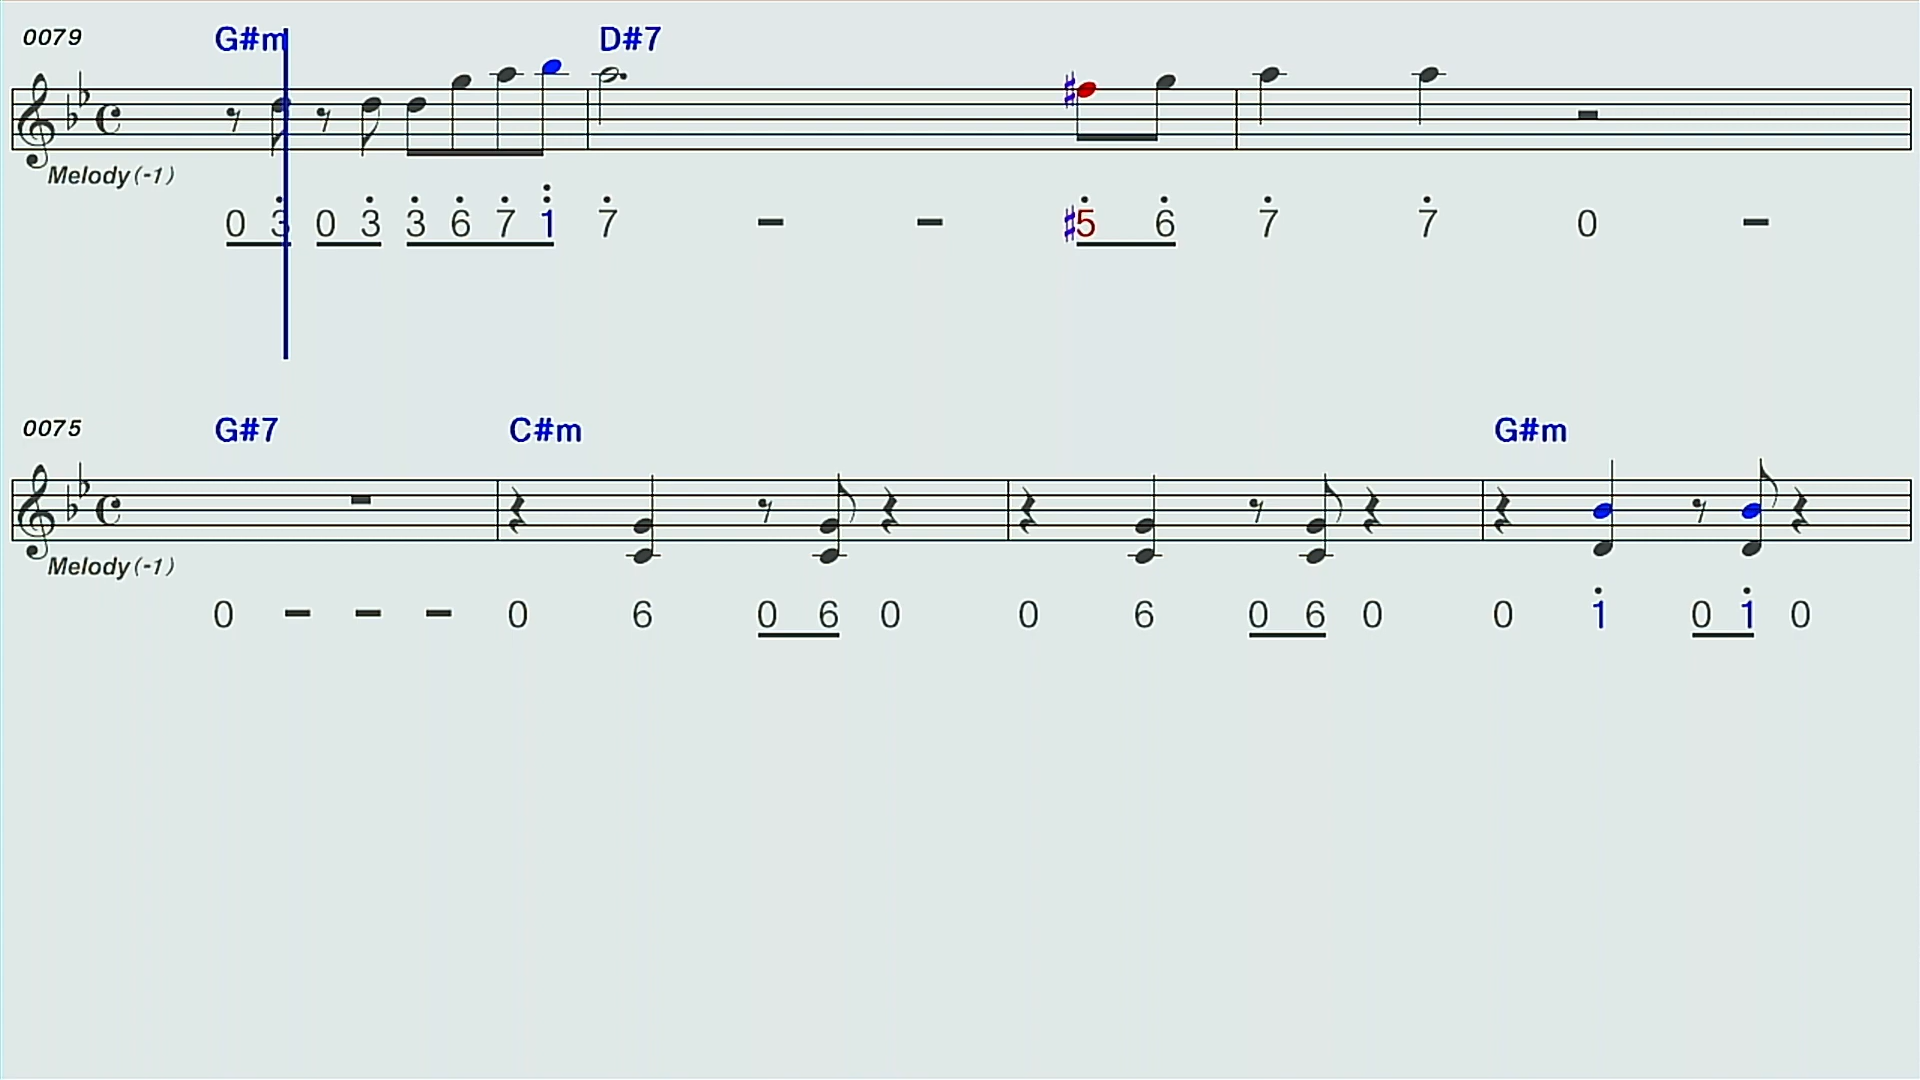 0079 G#m D#7
Melody(-1)
0 3 0 3 3 6 7 1 7 - - #5 6 7 7 0 -
0075 G#7 C#m G#m
Melody(-1)
0 - - - 0 6 0 6 0 0 6 0 6 0 0 1 0 1 0